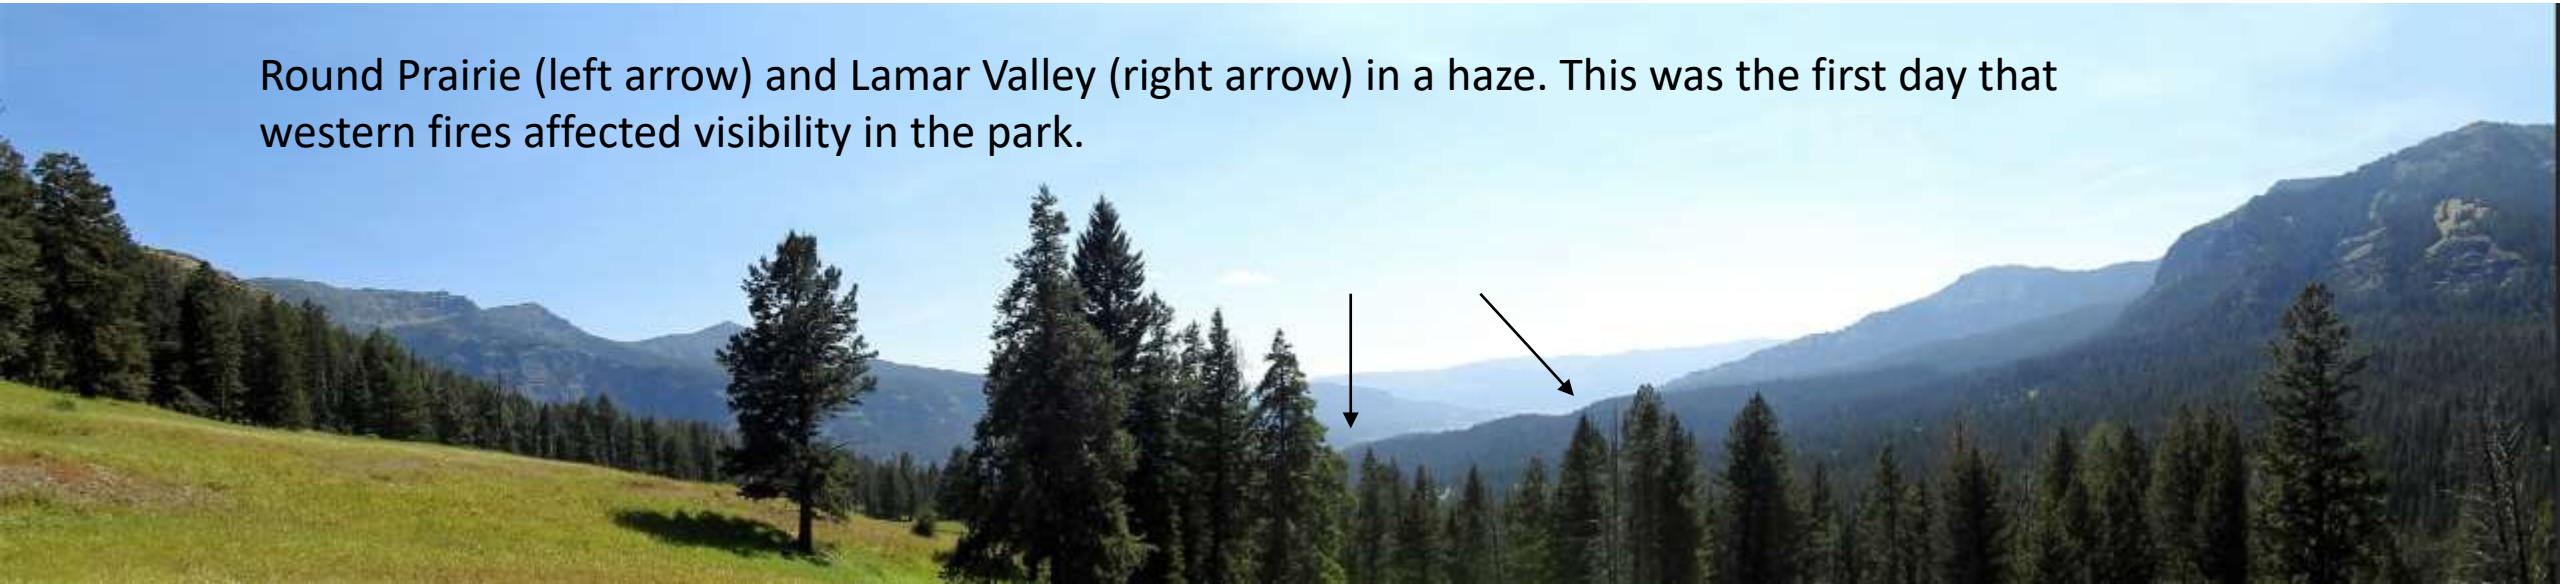 Round Prairie (left arrow) and Lamar Valley (right arrow) in a haze. This was the first day that
western fires affected visibility in the park.